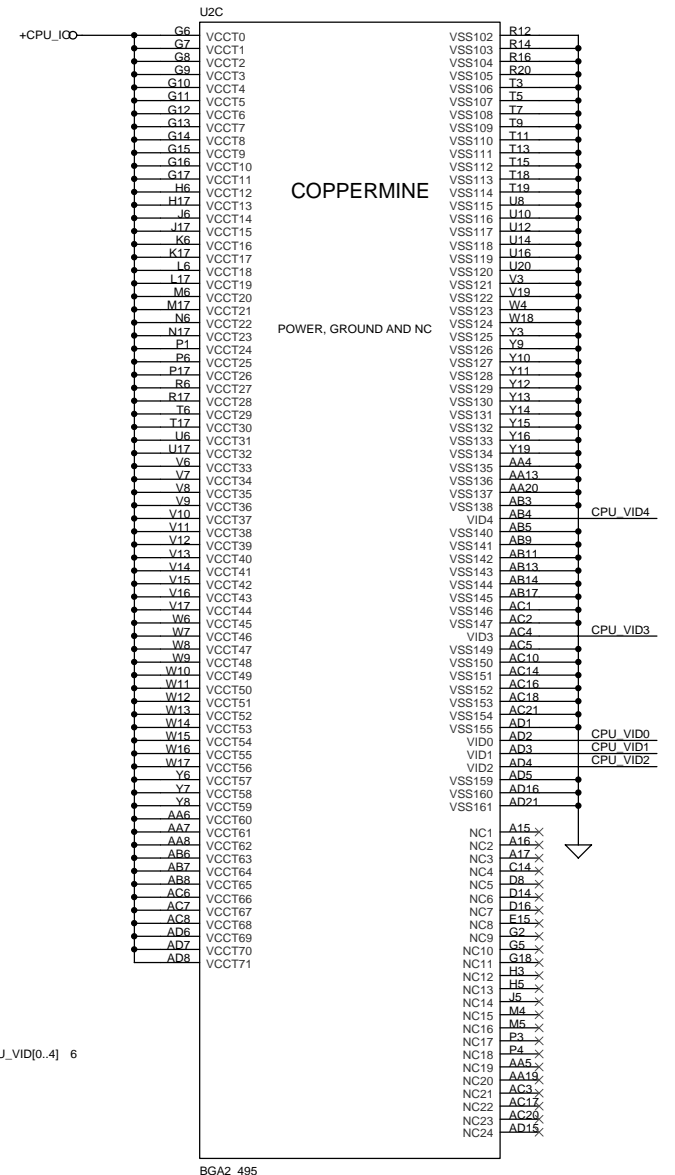 U2C
+CPU_IO
G6 VCCT0
G7 VCCT1
G8 VCCT2
G9 VCCT3
G10 VCCT4
G11 VCCT5
G12 VCCT6
G13 VCCT7
G14 VCCT8
G15 VCCT9
G16 VCCT10
G17 VCCT11
H6 VCCT12
H17 VCCT13
J6 VCCT14
J17 VCCT15
K6 VCCT16
K17 VCCT17
L6 VCCT18
L17 VCCT19
M6 VCCT20
M17 VCCT21
N6 VCCT22
N17 VCCT23
P1 VCCT24
P6 VCCT25
P17 VCCT26
R6 VCCT27
R17 VCCT28
T6 VCCT29
T17 VCCT30
U6 VCCT31
U17 VCCT32
V6 VCCT33
V7 VCCT34
V8 VCCT35
V9 VCCT36
V10 VCCT37
V11 VCCT38
V12 VCCT39
V13 VCCT40
V14 VCCT41
V15 VCCT42
V16 VCCT43
V17 VCCT44
W6 VCCT45
W7 VCCT46
W8 VCCT47
W9 VCCT48
W10 VCCT49
W11 VCCT50
W12 VCCT51
W13 VCCT52
W14 VCCT53
W15 VCCT54
W16 VCCT55
W17 VCCT56
Y6 VCCT57
Y7 VCCT58
Y8 VCCT59
AA6 VCCT60
AA7 VCCT61
AA8 VCCT62
AB6 VCCT63
AB7 VCCT64
AB8 VCCT65
AC6 VCCT66
AC7 VCCT67
AC8 VCCT68
AD6 VCCT69
AD7 VCCT70
AD8 VCCT71
COPPERMINE
POWER, GROUND AND NC
VSS102 R12
VSS103 R14
VSS104 R16
VSS105 R20
VSS106 T3
VSS107 T5
VSS108 T7
VSS109 T9
VSS110 T11
VSS111 T13
VSS112 T15
VSS113 T18
VSS114 T19
VSS115 U8
VSS116 U10
VSS117 U12
VSS118 U14
VSS119 U16
VSS120 U20
VSS121 V3
VSS122 V19
VSS123 W4
VSS124 W18
VSS125 Y3
VSS126 Y9
VSS127 Y10
VSS128 Y11
VSS129 Y12
VSS130 Y13
VSS131 Y14
VSS132 Y15
VSS133 Y16
VSS134 Y19
VSS135 AA4
VSS136 AA13
VSS137 AA20
VSS138 AB3
VID4 AB4 CPU_VID4
VSS140 AB5
VSS141 AB9
VSS142 AB11
VSS143 AB13
VSS144 AB14
VSS145 AB17
VSS146 AC1
VSS147 AC2
VID3 AC4 CPU_VID3
VSS149 AC5
VSS150 AC10
VSS151 AC14
VSS152 AC16
VSS153 AC18
VSS154 AC21
VSS155 AD1
VID0 AD2 CPU_VID0
VID1 AD3 CPU_VID1
VID2 AD4 CPU_VID2
VSS159 AD5
VSS160 AD16
VSS161 AD21
NC1 A15
NC2 A16
NC3 A17
NC4 C14
NC5 D8
NC6 D14
NC7 D16
NC8 E15
NC9 G2
NC10 G5
NC11 G18
NC12 H3
NC13 H5
NC14 J5
NC15 M4
NC16 M5
NC17 P3
NC18 P4
NC19 AA5
NC20 AA19
NC21 AC3
NC22 AC17
NC23 AC20
NC24 AD15
U_VID[0..4] 6
BGA2_495